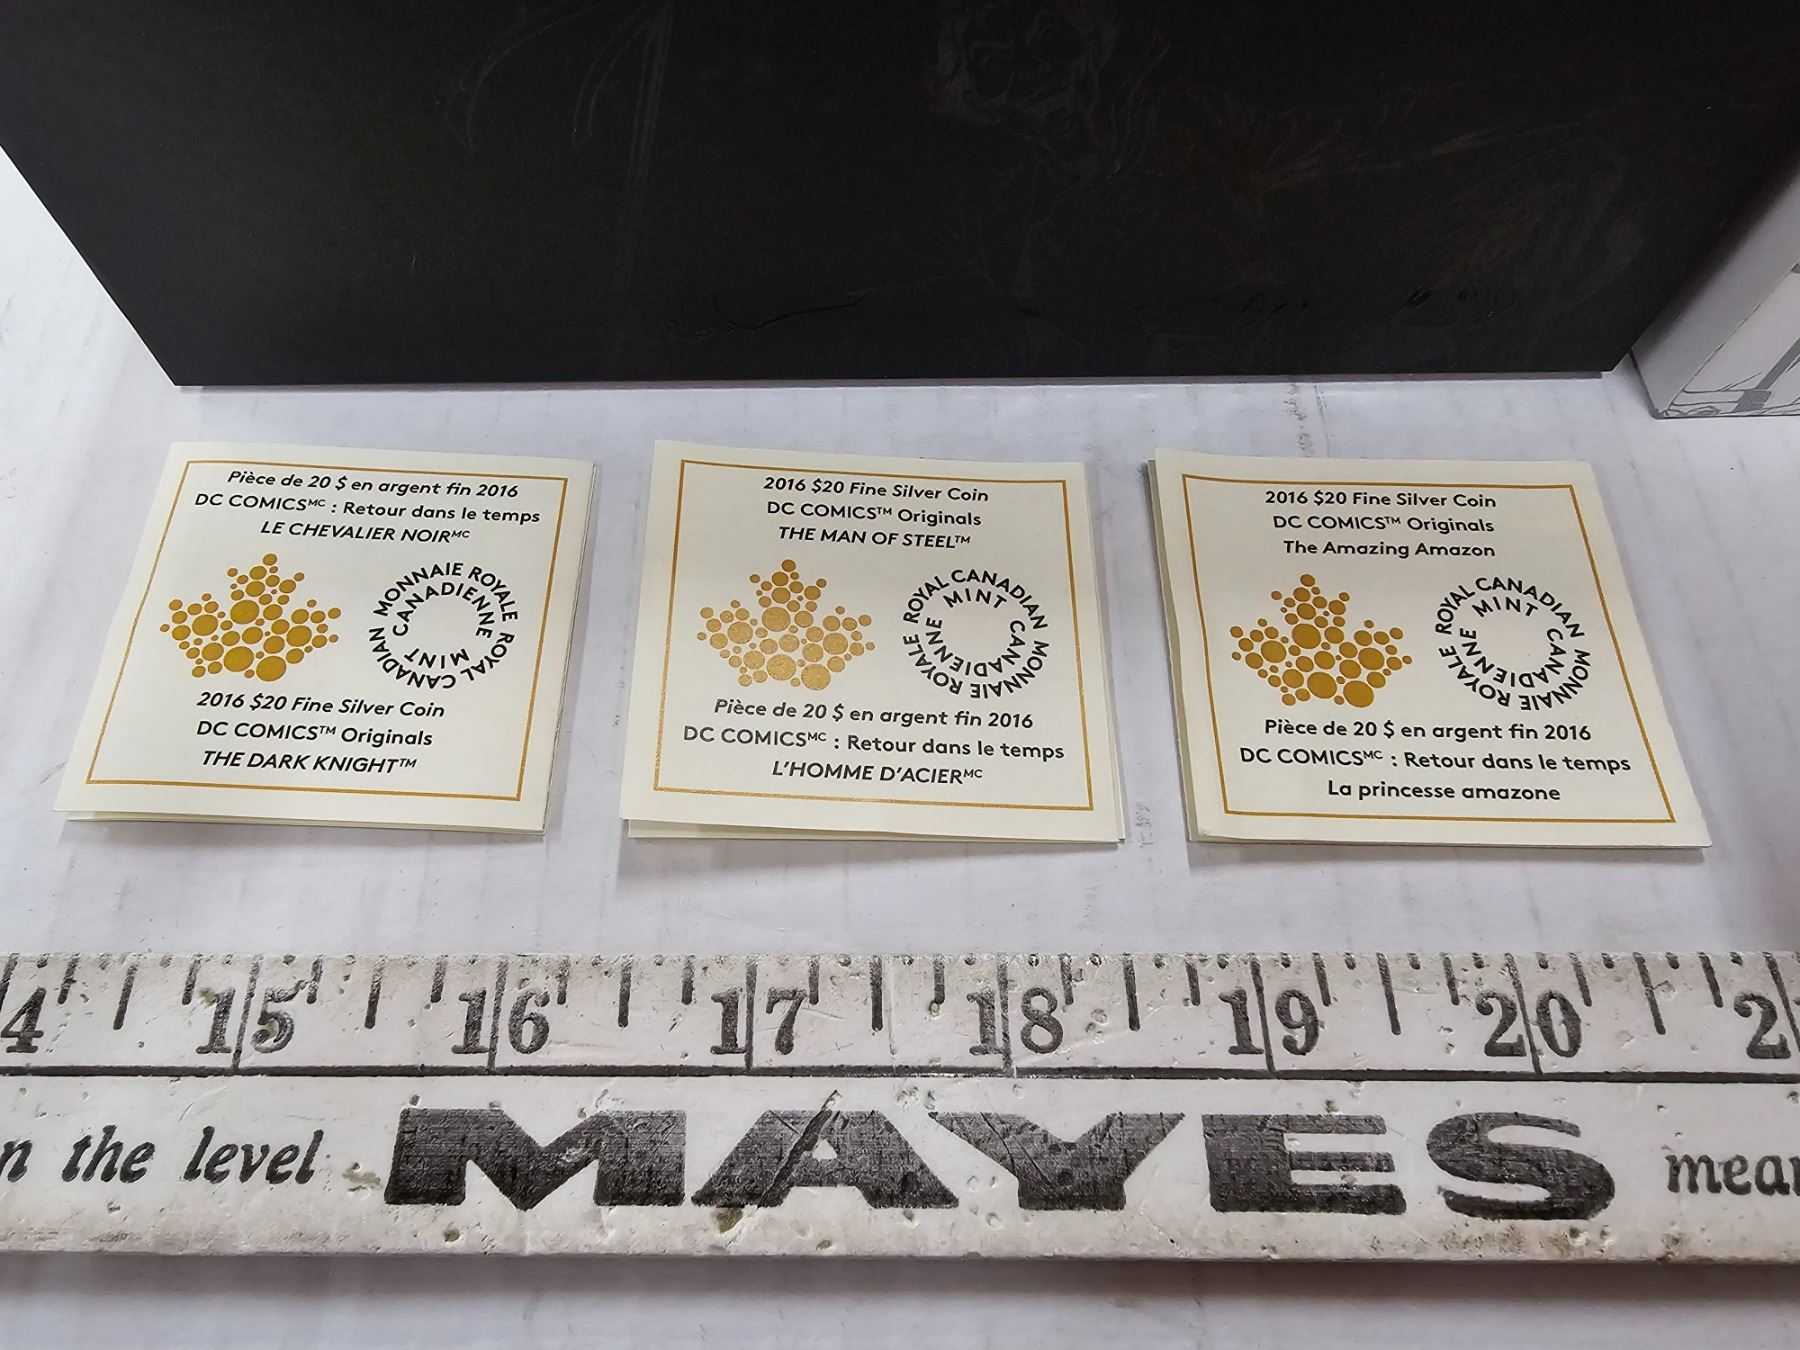 Pièce de 20 $ en argent fin 2016
DC COMICSᴹᶜ : Retour dans le temps
LE CHEVALIER NOIRᴹᶜ
MONNAIE ROYALE CANADIENNE
ROYAL CANADIAN MINT
2016 $20 Fine Silver Coin
DC COMICS™ Originals
THE DARK KNIGHT™
2016 $20 Fine Silver Coin
DC COMICS™ Originals
THE MAN OF STEEL™
ROYAL CANADIAN MINT
MONNAIE ROYALE CANADIENNE
Pièce de 20 $ en argent fin 2016
DC COMICSᴹᶜ : Retour dans le temps
L'HOMME D'ACIERᴹᶜ
2016 $20 Fine Silver Coin
DC COMICS™ Originals
The Amazing Amazon
ROYAL CANADIAN MINT
MONNAIE ROYALE CANADIENNE
Pièce de 20 $ en argent fin 2016
DC COMICSᴹᶜ : Retour dans le temps
La princesse amazone
4 15 16 17 18 19 20 2
n the level MAYES mea